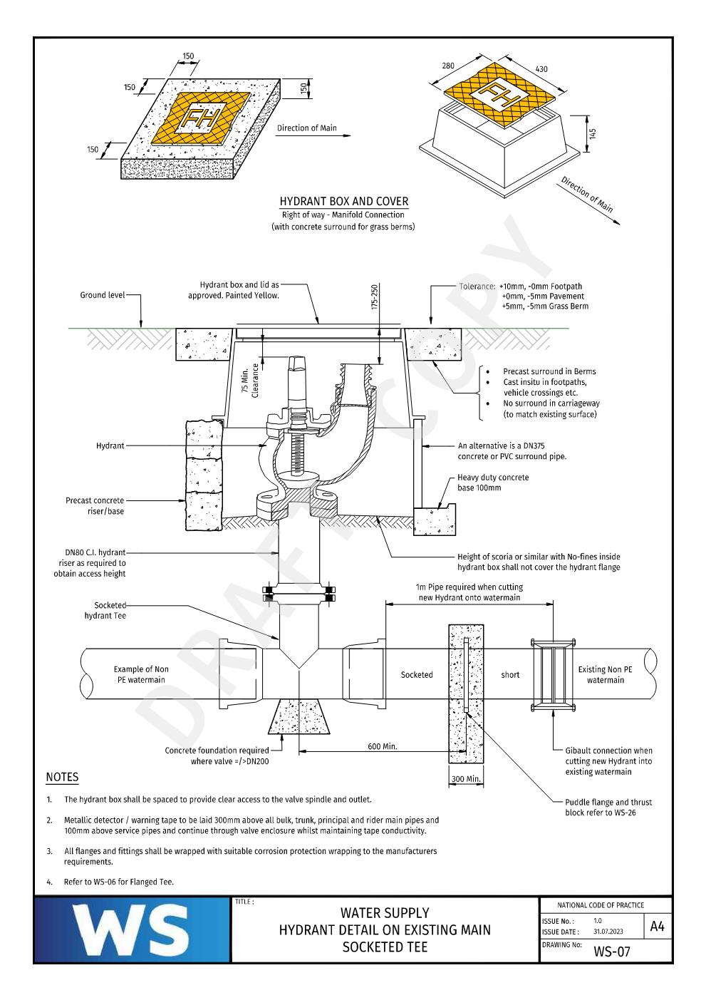 150
150
150
150
FH
Direction of Main
280
430
FH
145
Direction of Main
HYDRANT BOX AND COVER
Right of way - Manifold Connection
(with concrete surround for grass berms)
Ground level
Hydrant box and lid as
approved. Painted Yellow.
175-250
Tolerance: +10mm, -0mm Footpath
+0mm, -5mm Pavement
+5mm, -5mm Grass Berm
75 Min.
Clearance
• Precast surround in Berms
• Cast insitu in footpaths,
vehicle crossings etc.
• No surround in carriageway
(to match existing surface)
Hydrant
An alternative is a DN375
concrete or PVC surround pipe.
Heavy duty concrete
base 100mm
Precast concrete
riser/base
DN80 C.I. hydrant
riser as required to
obtain access height
Height of scoria or similar with No-fines inside
hydrant box shall not cover the hydrant flange
1m Pipe required when cutting
new Hydrant onto watermain
Socketed
hydrant Tee
Example of Non
PE watermain
Socketed
short
Existing Non PE
watermain
600 Min.
Concrete foundation required
where valve =/>DN200
300 Min.
Gibault connection when
cutting new Hydrant into
existing watermain
Puddle flange and thrust
block refer to WS-26
DRAFT COPY
NOTES
1. The hydrant box shall be spaced to provide clear access to the valve spindle and outlet.
2. Metallic detector / warning tape to be laid 300mm above all bulk, trunk, principal and rider main pipes and
100mm above service pipes and continue through valve enclosure whilst maintaining tape conductivity.
3. All flanges and fittings shall be wrapped with suitable corrosion protection wrapping to the manufacturers
requirements.
4. Refer to WS-06 for Flanged Tee.
WS
TITLE :
WATER SUPPLY
HYDRANT DETAIL ON EXISTING MAIN
SOCKETED TEE
NATIONAL CODE OF PRACTICE
ISSUE No. : 1.0
ISSUE DATE : 31.07.2023
A4
DRAWING No: WS-07